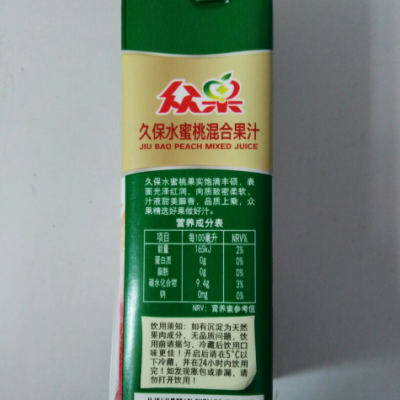 众果
久保水蜜桃混合果汁
JIU BAO PEACH MIXED JUICE
久保水蜜桃果实饱满丰硕，表
面光泽红润，肉质致密柔软，
汁液甜美醇香，品质上乘，众
果精选好果做好汁。
营养成分表
项目 每100毫升 NRV%
能量 165kJ 2%
蛋白质 0g 0%
脂肪 0g 0%
碳水化合物 9.4g 3%
钠 0mg 0%
NRV：营养素参考值
饮用须知：如有沉淀为天然
果肉成分，无品质问题，饮
用前请摇匀，冷藏后饮用口
味更佳！开启后请在5°C以
下冷藏，并在24小时内饮用
完！如发现胀包或渗漏，请
勿打开饮用！